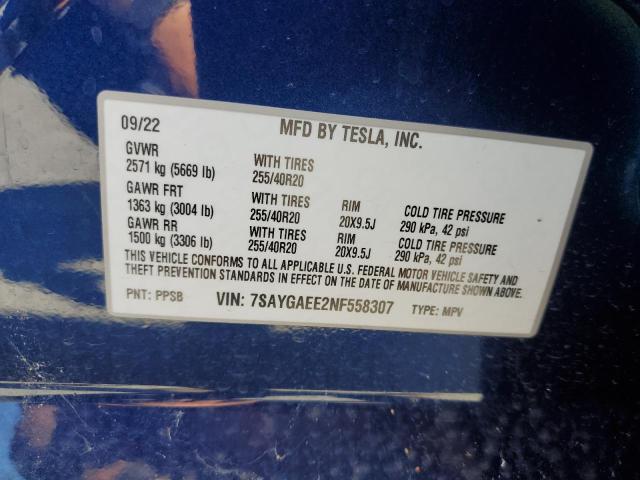 09/22 MFD BY TESLA, INC.
GVWR WITH TIRES
2571 kg (5669 lb) 255/40R20
GAWR FRT WITH TIRES RIM COLD TIRE PRESSURE
1363 kg (3004 lb) 255/40R20 20X9.5J 290 kPa, 42 psi
GAWR RR WITH TIRES RIM COLD TIRE PRESSURE
1500 kg (3306 lb) 255/40R20 20X9.5J 290 kPa, 42 psi
THIS VEHICLE CONFORMS TO ALL APPLICABLE U.S. FEDERAL MOTOR VEHICLE SAFETY AND
THEFT PREVENTION STANDARDS IN EFFECT ON THE DATE OF MANUFACTURE SHOWN ABOVE.
PNT: PPSB VIN: 7SAYGAEE2NF558307 TYPE: MPV